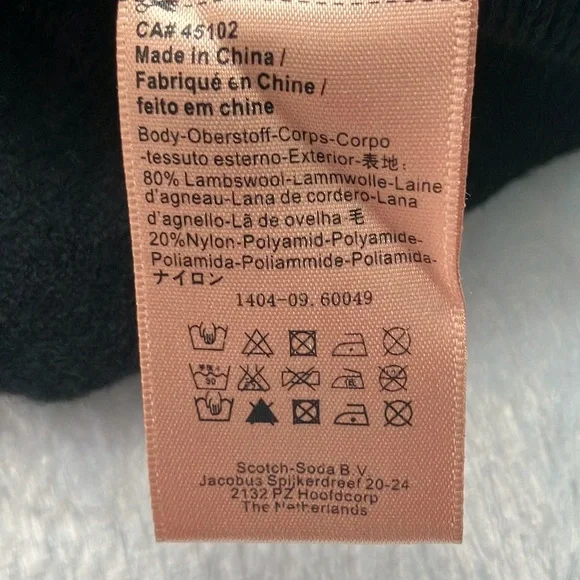 CA# 45102
Made in China /
Fabriqué en Chine /
feito em chine
Body-Oberstoff-Corps-Corpo
-tessuto esterno-Exterior-表地:
80% Lambswool-Lammwolle-Laine
d'agneau-Lana de cordero-Lana
d'agnello-Lã de ovelha 毛
20%Nylon-Polyamid-Polyamide-
Poliamida-Poliammide-Poliamida-
ナイロン
1404-09.60049
Scotch-Soda B.V.
Jacobus Spijkerdreef 20-24
2132 PZ Hoofdcorp
The Netherlands